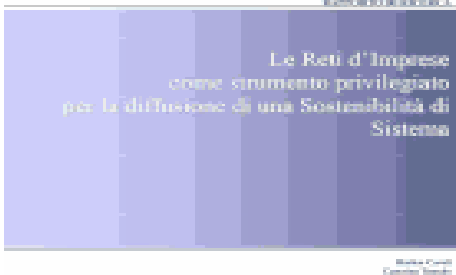 Le Reti d'Imprese
come strumento privilegiato
per la diffusione di una Sostenibilità di
Sistema